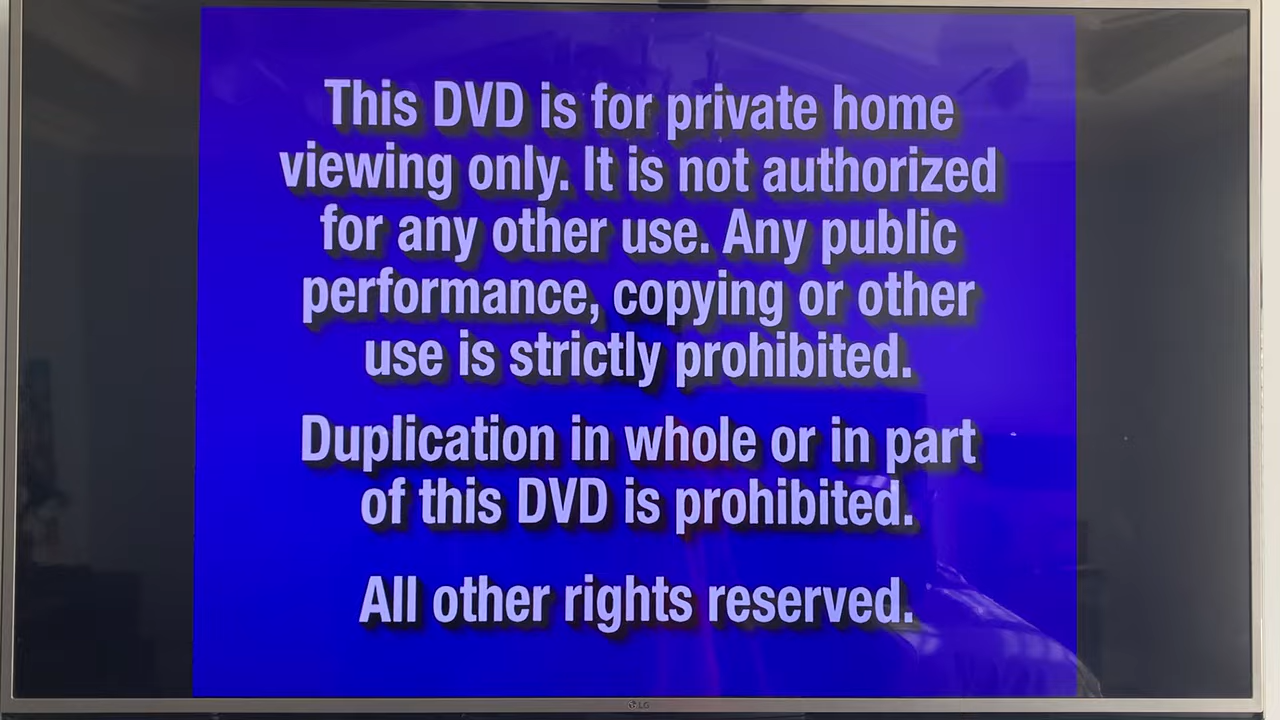 This DVD is for private home
viewing only. It is not authorized
for any other use. Any public
performance, copying or other
use is strictly prohibited.
Duplication in whole or in part
of this DVD is prohibited.
All other rights reserved.
LG